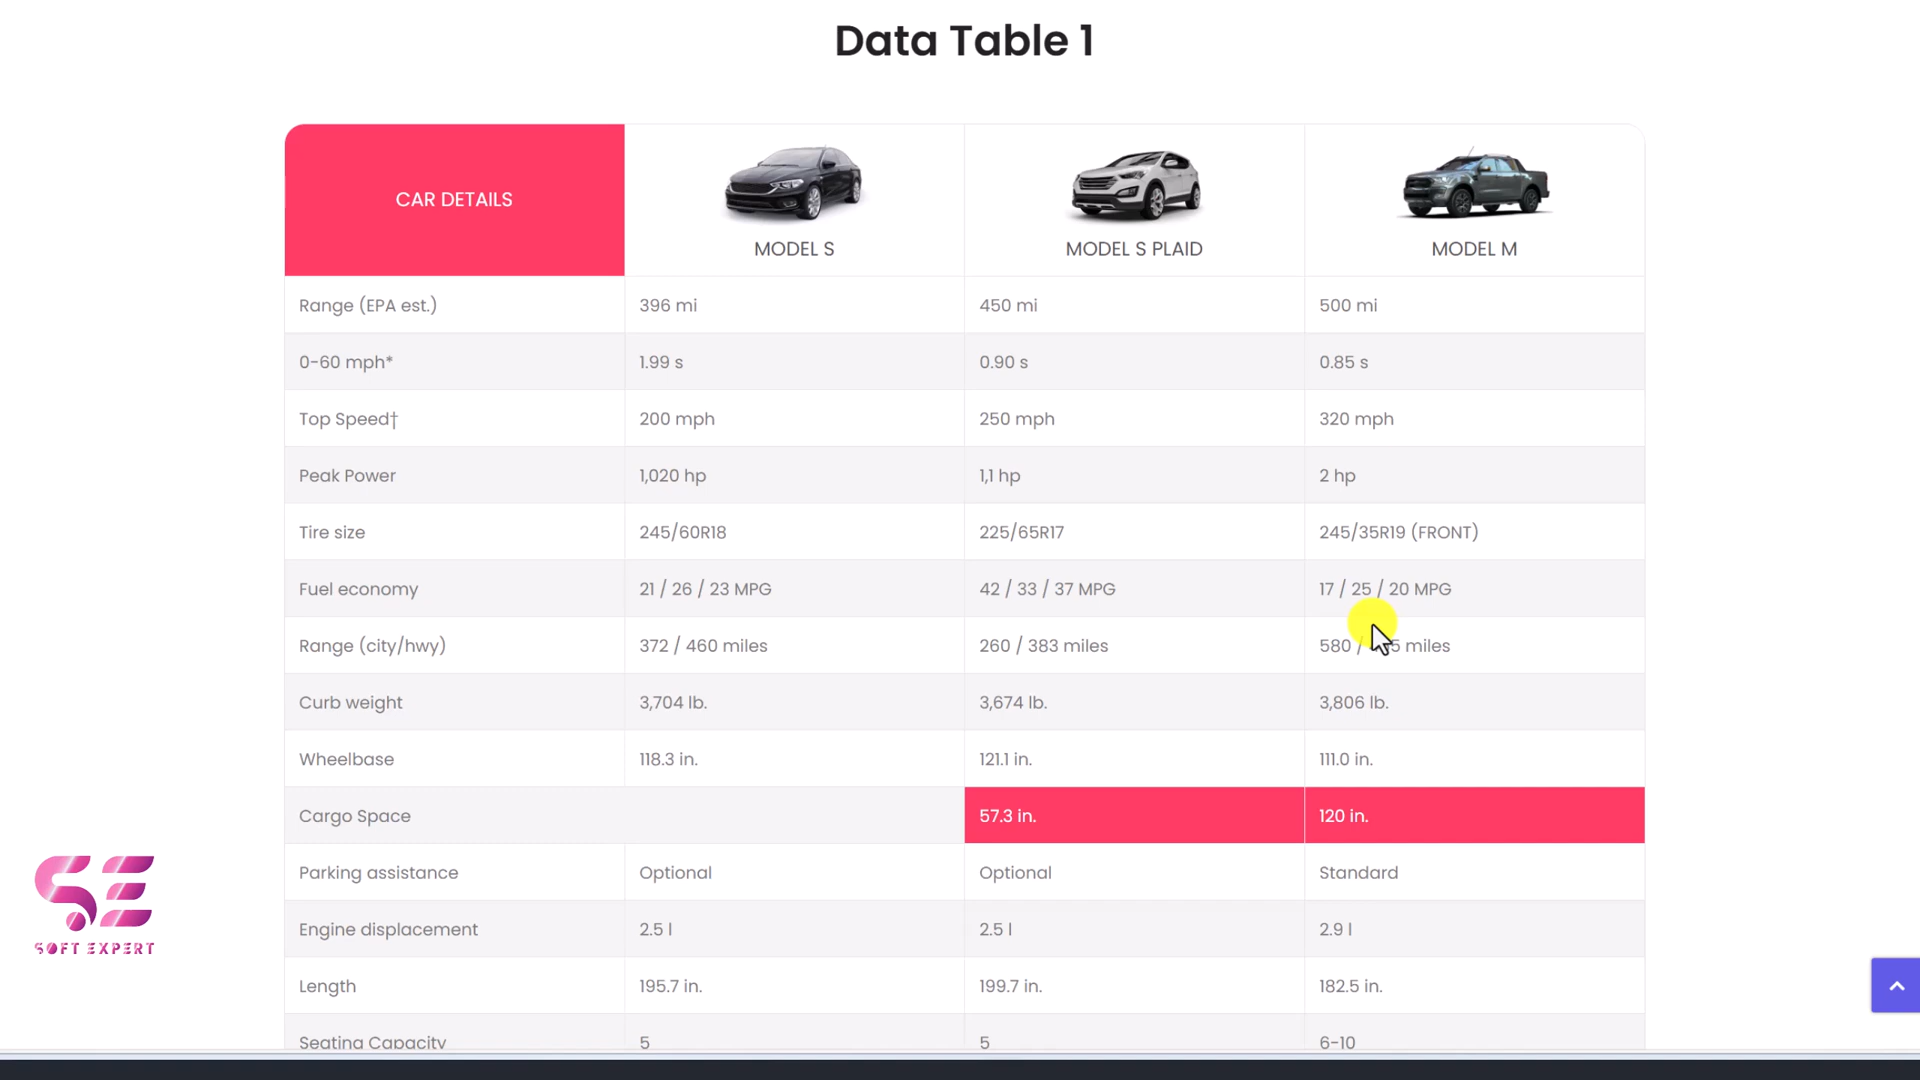 Data Table 1
CAR DETAILS
MODEL S
MODEL S PLAID
MODEL M
Range (EPA est.) 396 mi 450 mi 500 mi
0-60 mph* 1.99 s 0.90 s 0.85 s
Top Speed† 200 mph 250 mph 320 mph
Peak Power 1,020 hp 1,1 hp 2 hp
Tire size 245/60R18 225/65R17 245/35R19 (FRONT)
Fuel economy 21 / 26 / 23 MPG 42 / 33 / 37 MPG 17 / 25 / 20 MPG
Range (city/hwy) 372 / 460 miles 260 / 383 miles 580 / miles
Curb weight 3,704 lb. 3,674 lb. 3,806 lb.
Wheelbase 118.3 in. 121.1 in. 111.0 in.
Cargo Space 57.3 in. 120 in.
Parking assistance Optional Optional Standard
Engine displacement 2.5 l 2.5 l 2.9 l
Length 195.7 in. 199.7 in. 182.5 in.
Seating Capacity 5 5 6-10
SE
SOFT EXPERT